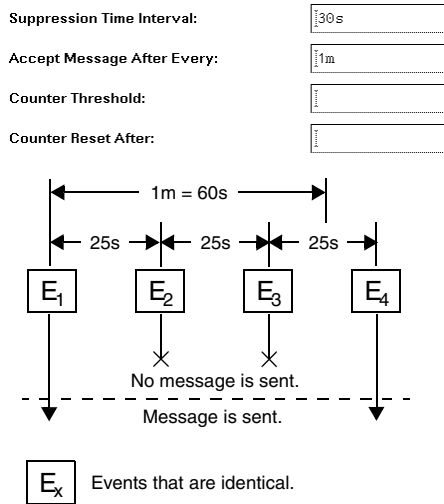 Suppression Time Interval: 30s
Accept Message After Every: 1m
Counter Threshold:
Counter Reset After:
1m = 60s
25s 25s 25s
E1 E2 E3 E4
No message is sent.
Message is sent.
Ex Events that are identical.